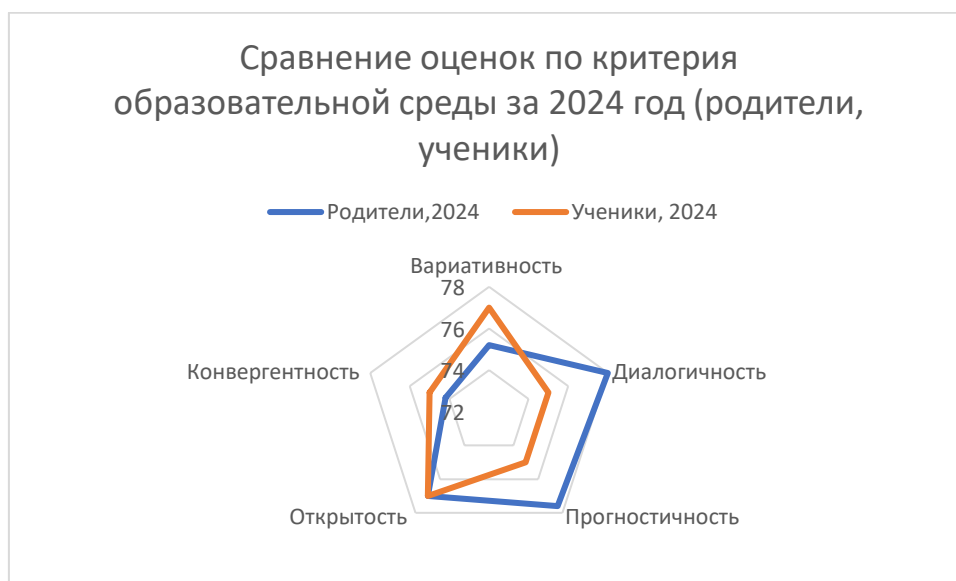 Сравнение оценок по критерия
образовательной среды за 2024 год (родители,
ученики)
Родители,2024 Ученики, 2024
Вариативность
78
76
Конвергентность 74 Диалогичность
72
Открытость Прогностичность